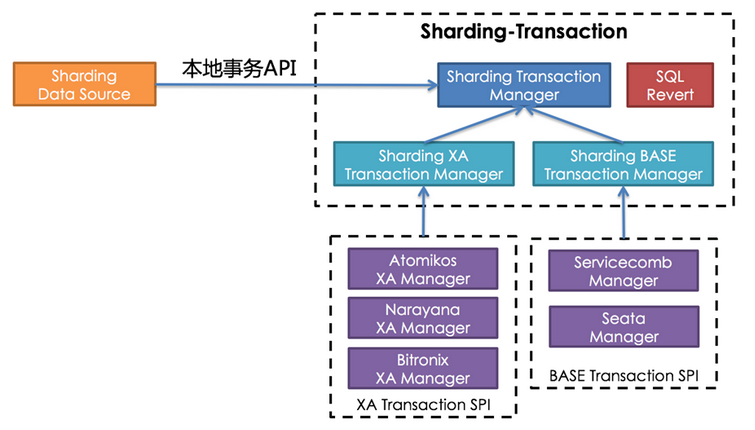 Sharding-Transaction
Sharding
Data Source
本地事务API
Sharding Transaction
Manager
SQL
Revert
Sharding XA
Transaction Manager
Sharding BASE
Transaction Manager
Atomikos
XA Manager
Narayana
XA Manager
Bitronix
XA Manager
XA Transaction SPI
Servicecomb
Manager
Seata
Manager
BASE Transaction SPI